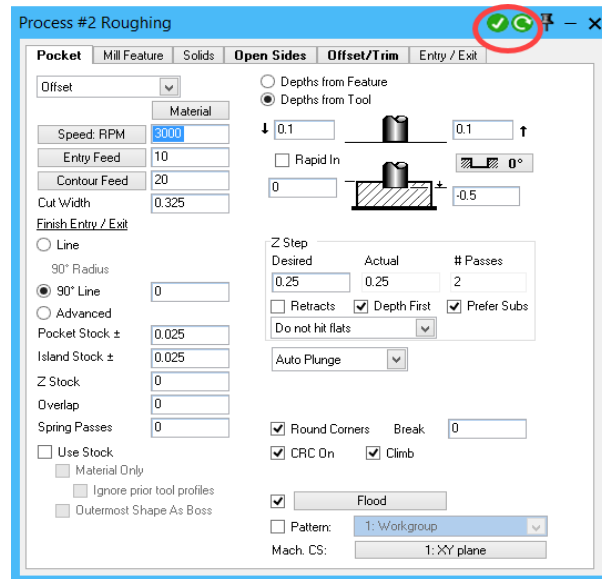 Process #2 Roughing
Pocket Mill Feature Solids Open Sides Offset/Trim Entry / Exit
Offset
Material
Speed: RPM 3000
Entry Feed 10
Contour Feed 20
Cut Width 0.325
Finish Entry / Exit
Line
90° Radius
90° Line 0
Advanced
Pocket Stock ± 0.025
Island Stock ± 0.025
Z Stock 0
Overlap 0
Spring Passes 0
Use Stock
Material Only
Ignore prior tool profiles
Outermost Shape As Boss
Depths from Feature
Depths from Tool
0.1 0.1
Rapid In 0°
0 -0.5
Z Step
Desired Actual # Passes
0.25 0.25 2
Retracts Depth First Prefer Subs
Do not hit flats
Auto Plunge
Round Corners Break 0
CRC On Climb
Flood
Pattern: 1: Workgroup
Mach. CS: 1: XY plane